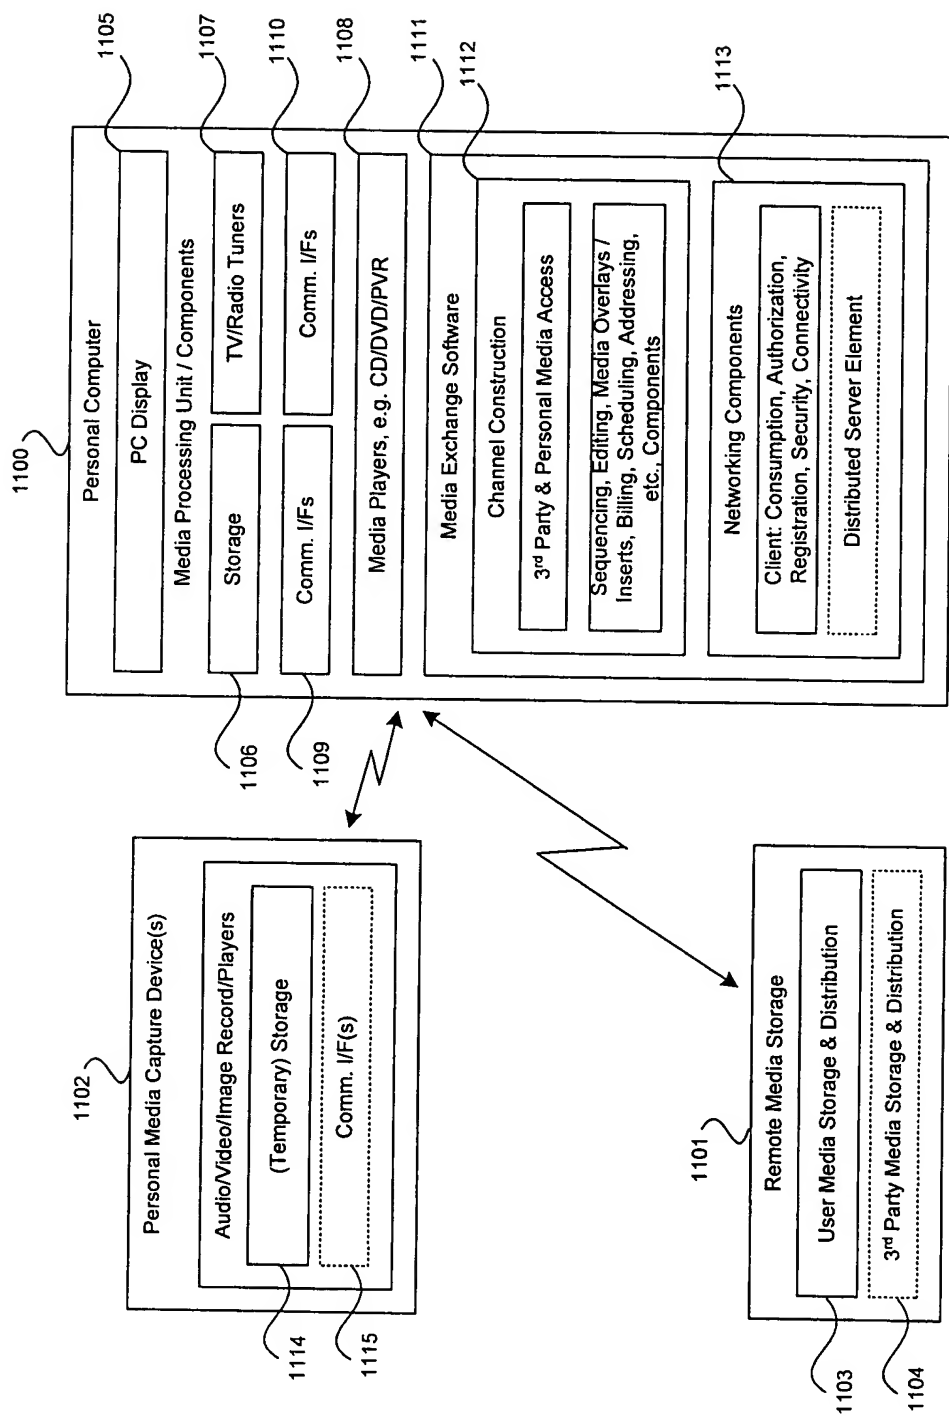 1100
Personal Computer
PC Display
1105
Media Processing Unit / Components
Storage
TV/Radio Tuners
1106
1107
Comm. I/Fs
Comm. I/Fs
1109
1110
Media Players, e.g. CD/DVD/PVR
1108
Media Exchange Software
1111
Channel Construction
1112
3rd Party & Personal Media Access
Sequencing, Editing, Media Overlays /
Inserts, Billing, Scheduling, Addressing,
etc., Components
Networking Components
1113
Client: Consumption, Authorization,
Registration, Security, Connectivity
Distributed Server Element
1102
Personal Media Capture Device(s)
Audio/Video/Image Record/Players
(Temporary) Storage
1114
Comm. I/F(s)
1115
1101
Remote Media Storage
User Media Storage & Distribution
1103
3rd Party Media Storage & Distribution
1104